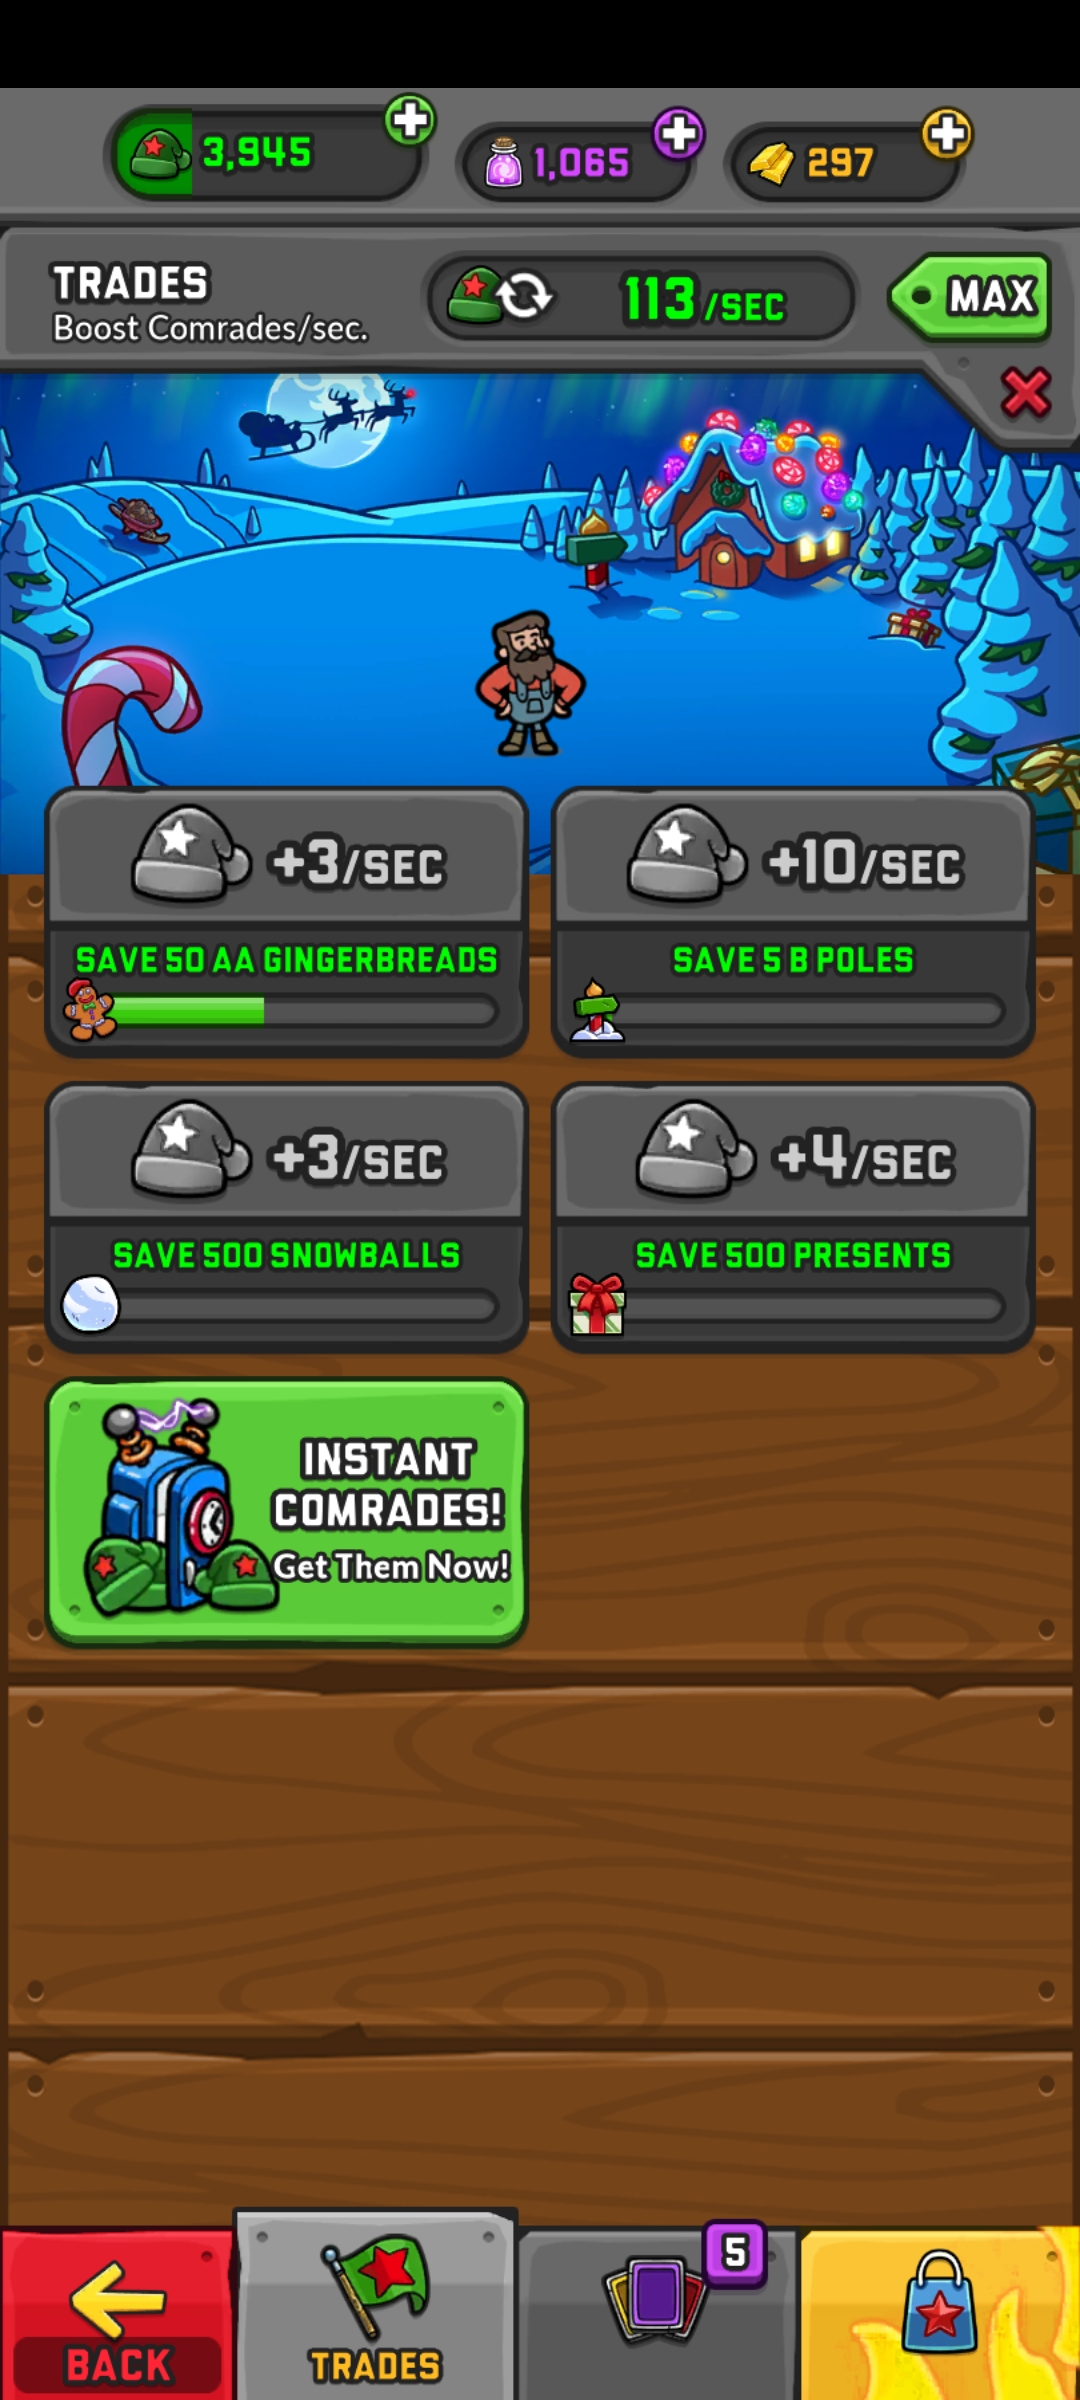 3,945
1,065
297
TRADES
Boost Comrades/sec.
113/SEC
MAX
+3/SEC
SAVE 50 AA GINGERBREADS
+10/SEC
SAVE 5 B POLES
+3/SEC
SAVE 500 SNOWBALLS
+4/SEC
SAVE 500 PRESENTS
INSTANT
COMRADES!
Get Them Now!
BACK
TRADES
5